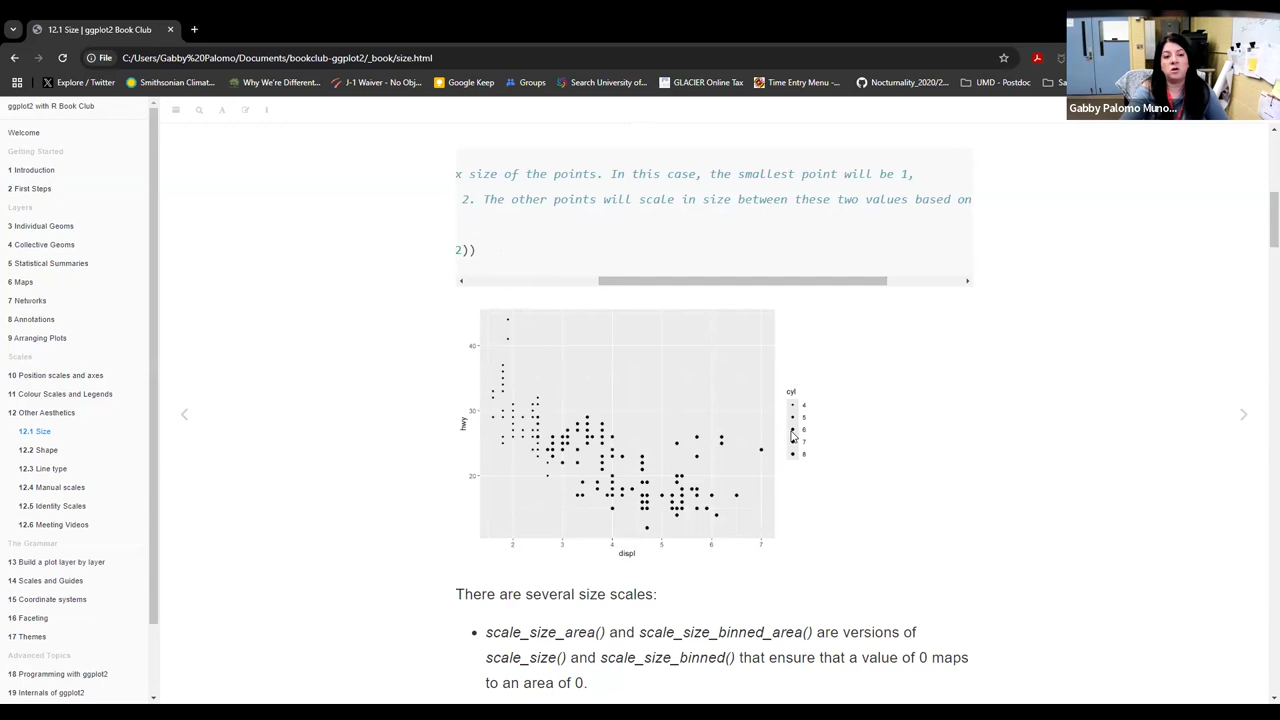 12.1 Size | ggplot2 Book Club
File
C:/Users/Gabby%20Palomo/Documents/bookclub-ggplot2/_book/size.html
Explore / Twitter
Smithsonian Climat...
Why We're Different...
J-1 Waiver - No Obj...
Groups
Search University of...
GLACIER Online Tax
Time Entry Menu -...
Nocturnality_2020/2...
UMD - Postdoc
Sa
Gabby Palomo Muno...
ggplot2 with R Book Club
Welcome
Getting Started
1 Introduction
2 First Steps
Layers
3 Individual Geoms
4 Collective Geoms
5 Statistical Summaries
6 Maps
7 Networks
8 Annotations
9 Arranging Plots
Scales
10 Position scales and axes
11 Colour Scales and Legends
12 Other Aesthetics
12.1 Size
12.2 Shape
12.3 Line type
12.4 Manual scales
12.5 Identity Scales
12.6 Meeting Videos
The Grammar
13 Build a plot layer by layer
14 Scales and Guides
15 Coordinate systems
16 Faceting
17 Themes
Advanced Topics
18 Programming with ggplot2
19 Internals of ggplot2
x size of the points. In this case, the smallest point will be 1,
2. The other points will scale in size between these two values based on
2))
40
30
20
hwy
2 3 4 5 6 7
displ
cyl
4
5
6
7
8
There are several size scales:
• scale_size_area() and scale_size_binned_area() are versions of
scale_size() and scale_size_binned() that ensure that a value of 0 maps
to an area of 0.